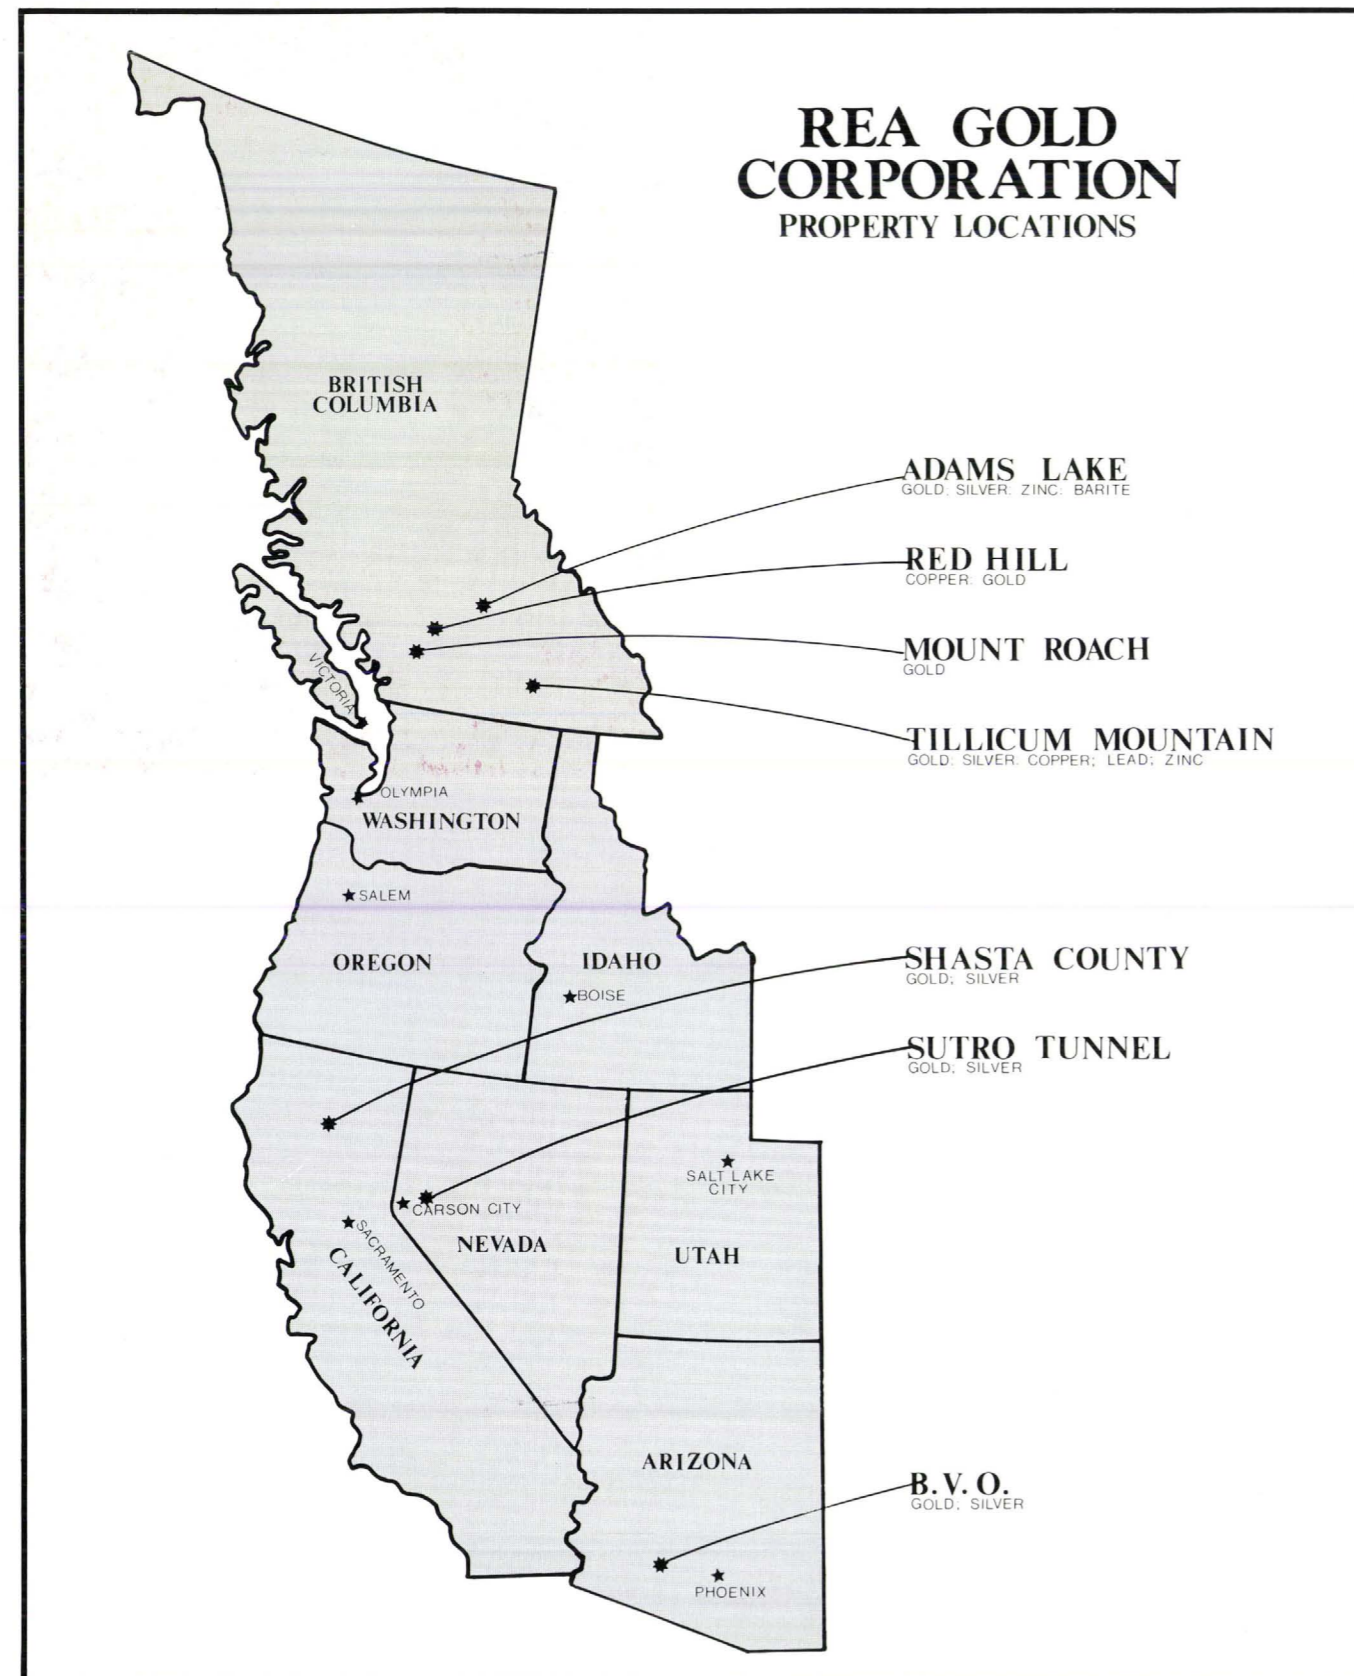 REA GOLD
CORPORATION
PROPERTY LOCATIONS
BRITISH
COLUMBIA
ADAMS LAKE
GOLD; SILVER; ZINC; BARITE
RED HILL
COPPER; GOLD
MOUNT ROACH
GOLD
VICTORIA
TILLICUM MOUNTAIN
GOLD; SILVER; COPPER; LEAD; ZINC
OLYMPIA
WASHINGTON
SALEM
OREGON
IDAHO
BOISE
SHASTA COUNTY
GOLD; SILVER
SUTRO TUNNEL
GOLD; SILVER
SALT LAKE
CITY
CARSON CITY
SACRAMENTO
NEVADA
UTAH
CALIFORNIA
ARIZONA
B.V.O.
GOLD; SILVER
PHOENIX